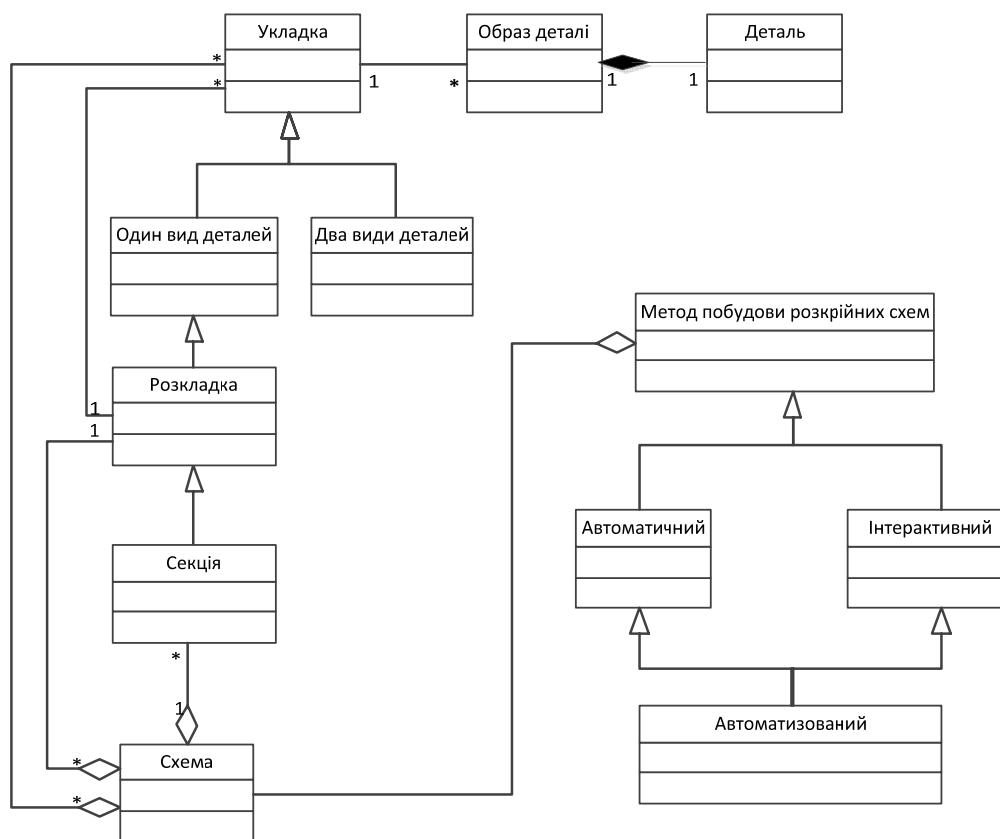 Укладка
Образ деталі
Деталь
*
*
1
*
1
1
Один вид деталей
Два види деталей
Метод побудови розкрійних схем
Розкладка
1
1
Автоматичний
Інтерактивний
Секція
*
1
Автоматизований
Схема
*
*